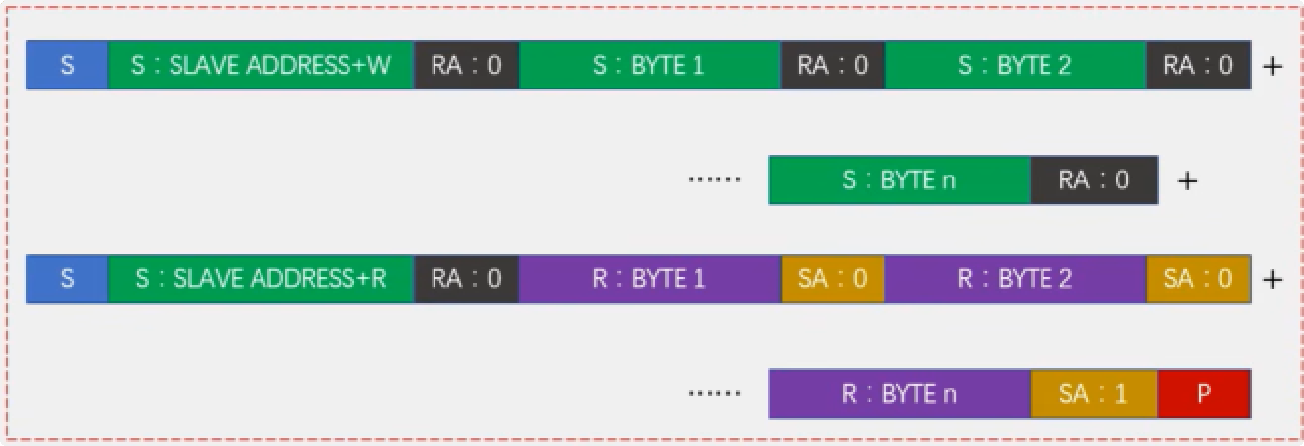 S S：SLAVE ADDRESS+W RA：0 S：BYTE 1 RA：0 S：BYTE 2 RA：0 +
…… S：BYTE n RA：0 +
S S：SLAVE ADDRESS+R RA：0 R：BYTE 1 SA：0 R：BYTE 2 SA：0 +
…… R：BYTE n SA：1 P